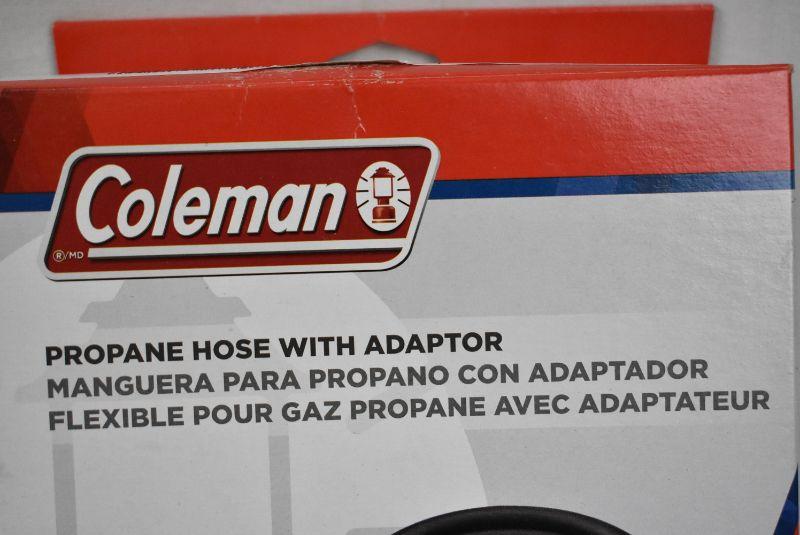 Coleman
®/MD
PROPANE HOSE WITH ADAPTOR
MANGUERA PARA PROPANO CON ADAPTADOR
FLEXIBLE POUR GAZ PROPANE AVEC ADAPTATEUR